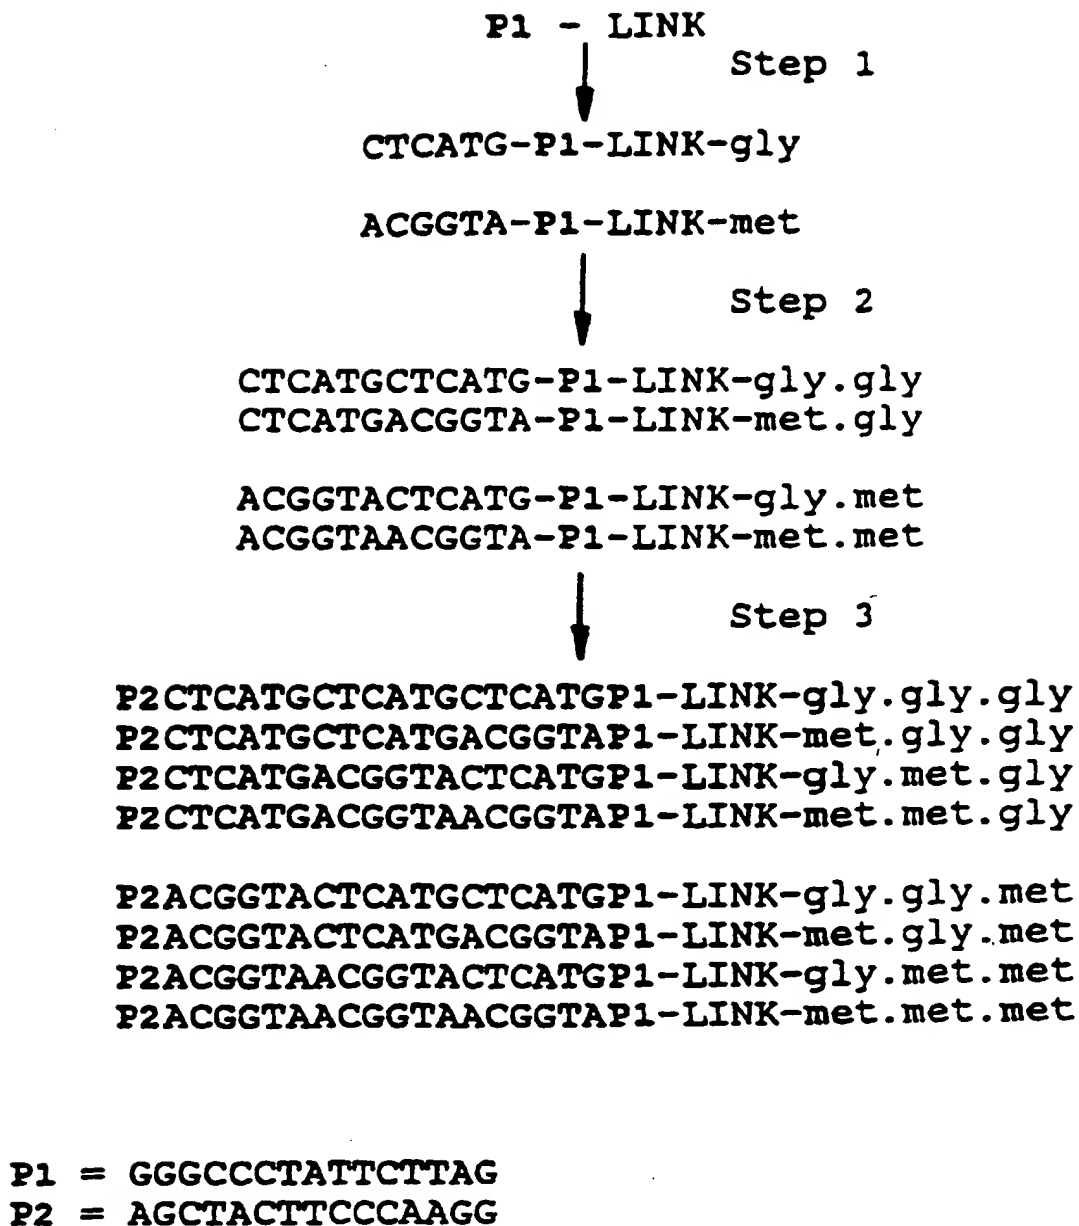 P1 - LINK
Step 1
CTCATG-P1-LINK-gly
ACGGTA-P1-LINK-met
Step 2
CTCATGCTCATG-P1-LINK-gly.gly
CTCATGACGGTA-P1-LINK-met.gly
ACGGTACTCATG-P1-LINK-gly.met
ACGGTAACGGTA-P1-LINK-met.met
Step 3
P2CTCATGCTCATGCTCATGP1-LINK-gly.gly.gly
P2CTCATGCTCATGACGGTAP1-LINK-met.gly.gly
P2CTCATGACGGTACTCATGP1-LINK-gly.met.gly
P2CTCATGACGGTAACGGTAP1-LINK-met.met.gly
P2ACGGTACTCATGCTCATGP1-LINK-gly.gly.met
P2ACGGTACTCATGACGGTAP1-LINK-met.gly.met
P2ACGGTAACGGTACTCATGP1-LINK-gly.met.met
P2ACGGTAACGGTAACGGTAP1-LINK-met.met.met
P1 = GGGCCCTATTCTTAG
P2 = AGCTACTTCCCAAGG